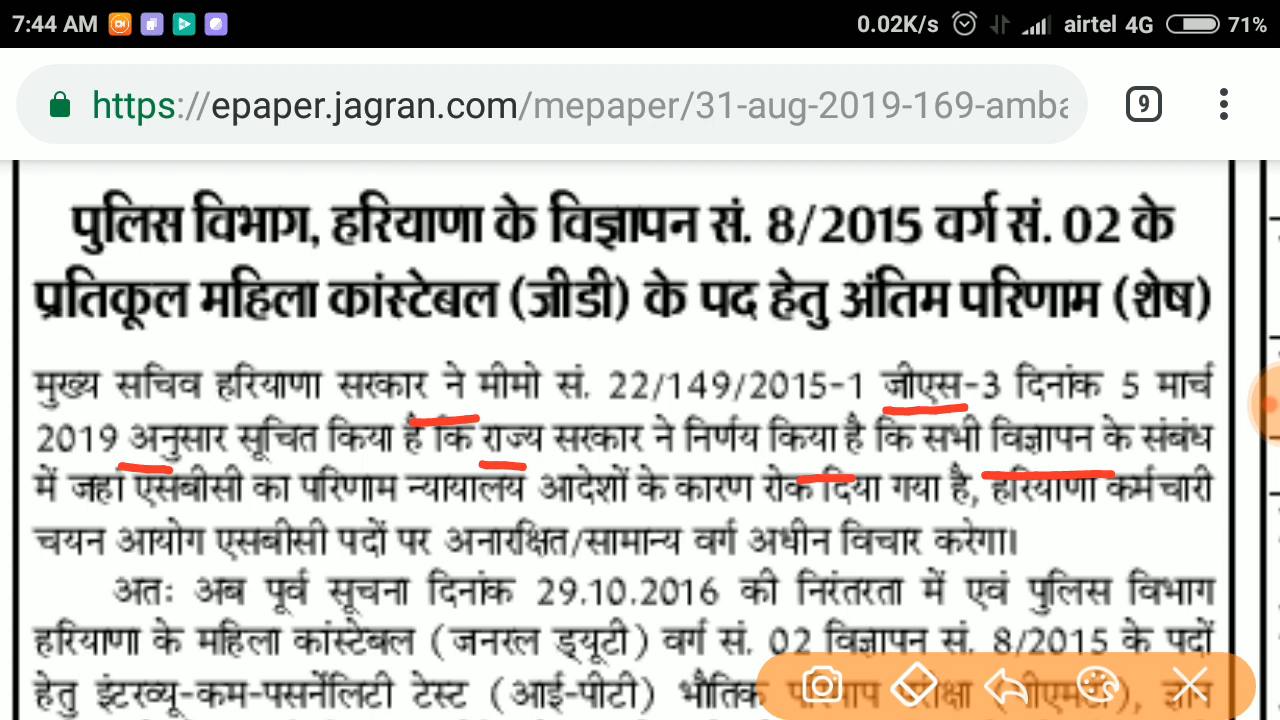 7:44 AM 0.02K/s airtel 4G 71%
https://epaper.jagran.com/mepaper/31-aug-2019-169-amba 9
पुलिस विभाग, हरियाणा के विज्ञापन सं. 8/2015 वर्ग सं. 02 के
प्रतिकूल महिला कांस्टेबल (जीडी) के पद हेतु अंतिम परिणाम (शेष)
मुख्य सचिव हरियाणा सरकार ने मीमो सं. 22/149/2015-1 जीएस-3 दिनांक 5 मार्च
2019 अनुसार सूचित किया है कि राज्य सरकार ने निर्णय किया है कि सभी विज्ञापन के संबंध
में जहां एसबीसी का परिणाम न्यायालय आदेशों के कारण रोक दिया गया है, हरियाणा कर्मचारी
चयन आयोग एसबीसी पदों पर अनारक्षित/सामान्य वर्ग अधीन विचार करेगा।
अतः अब पूर्व सूचना दिनांक 29.10.2016 की निरंतरता में एवं पुलिस विभाग
हरियाणा के महिला कांस्टेबल (जनरल ड्यूटी) वर्ग सं. 02 विज्ञापन सं. 8/2015 के पदों
हेतु इंटरव्यू-कम-पर्सनेलिटी टेस्ट (आई-पीटी) भौतिक